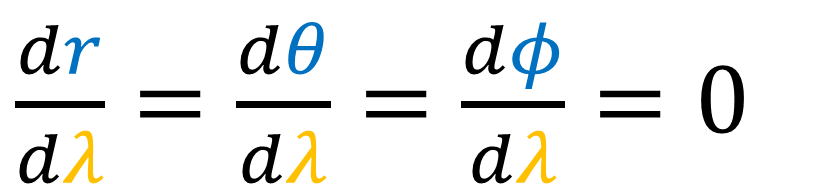 dr/dλ = dθ/dλ = dϕ/dλ = 0